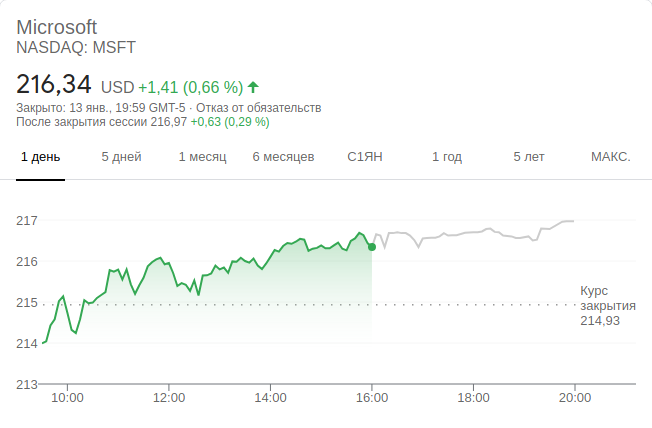 Microsoft
NASDAQ: MSFT
216,34 USD +1,41 (0,66 %)
Закрыто: 13 янв., 19:59 GMT-5 · Отказ от обязательств
После закрытия сессии 216,97 +0,63 (0,29 %)
1 день 5 дней 1 месяц 6 месяцев С1ЯН 1 год 5 лет МАКС.
217
216
215
214
213
Курс
закрытия
214,93
10:00 12:00 14:00 16:00 18:00 20:00